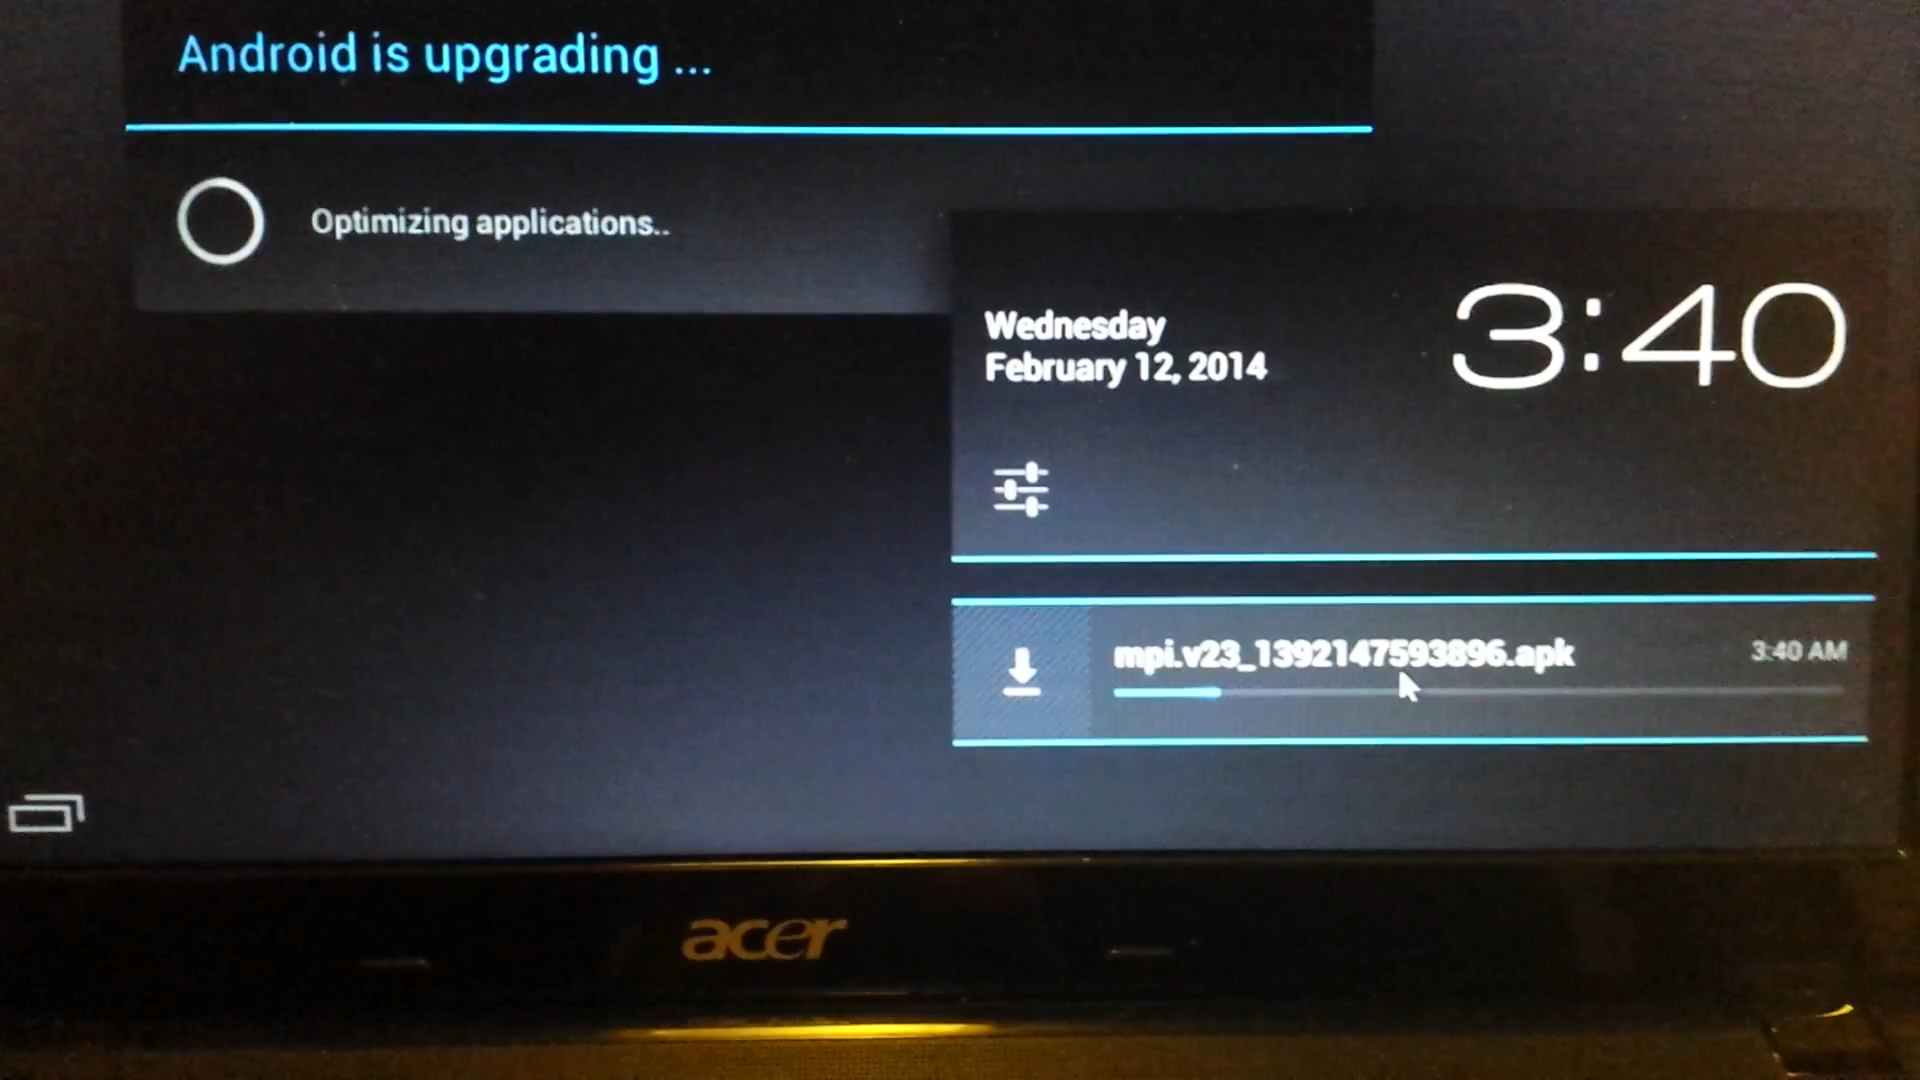 Android is upgrading ...
Optimizing applications..
Wednesday
February 12, 2014
3:40
mpi.v23_1392147593896.apk
3:40 AM
acer